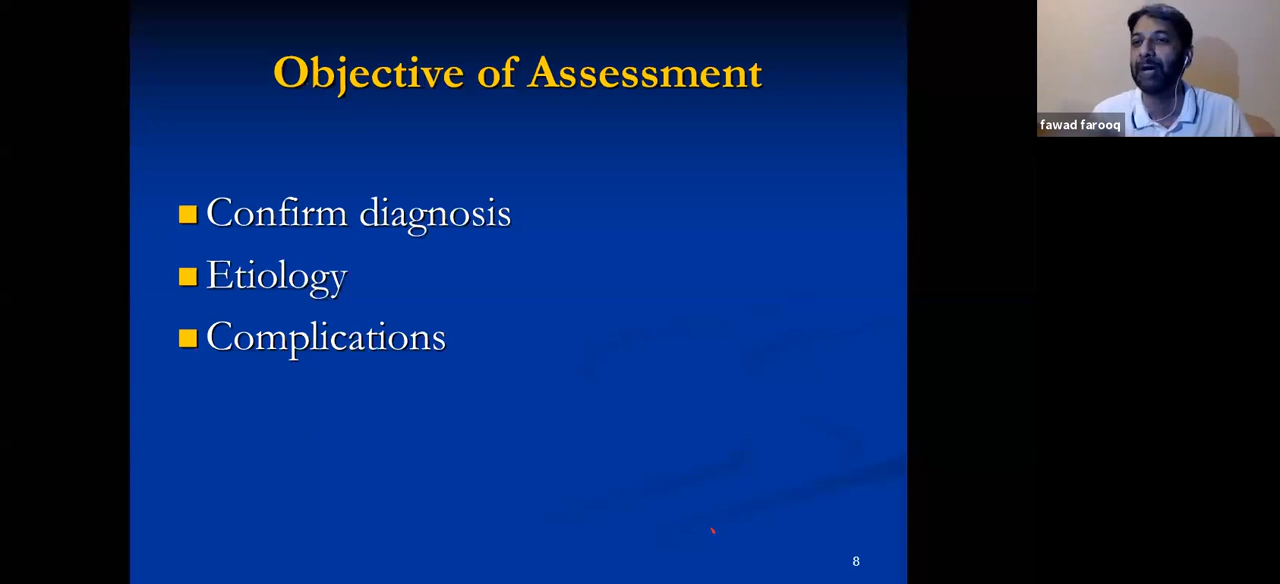 Objective of Assessment
fawad farooq
Confirm diagnosis
Etiology
Complications
8